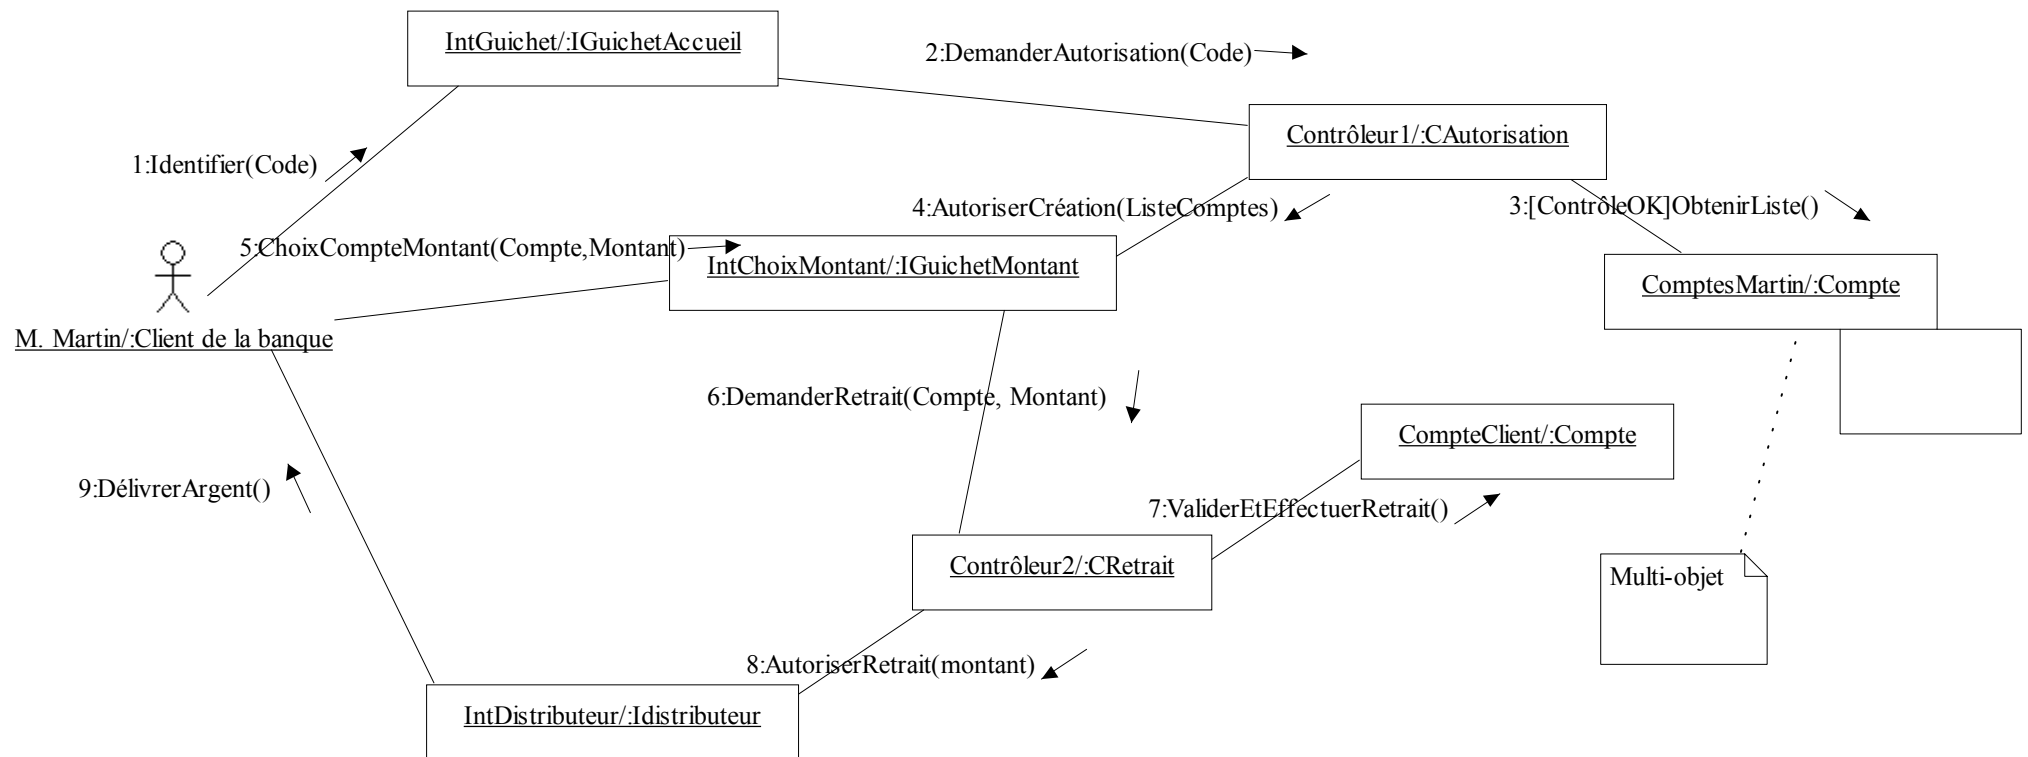 IntGuichet/:IGuichetAccueil
2:DemanderAutorisation(Code)
Contrôleur1/:CAutorisation
1:Identifier(Code)
4:AutoriserCréation(ListeComptes)
3:[ContrôleOK]ObtenirListe()
5:ChoixCompteMontant(Compte,Montant)
IntChoixMontant/:IGuichetMontant
ComptesMartin/:Compte
M. Martin/:Client de la banque
6:DemanderRetrait(Compte, Montant)
CompteClient/:Compte
9:DélivrerArgent()
7:ValiderEtEffectuerRetrait()
Contrôleur2/:CRetrait
Multi-objet
8:AutoriserRetrait(montant)
IntDistributeur/:Idistributeur